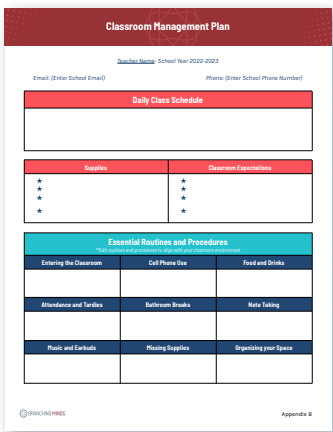 Classroom Management Plan
Teacher Name- School Year 2022-2023
Email: (Enter School Email) Phone: (Enter School Phone Number)
Daily Class Schedule
Supplies Classroom Expectations
Essential Routines and Procedures
**Edit routines and procedures to align with your classroom environment
Entering the Classroom Cell Phone Use Food and Drinks
Attendance and Tardies Bathroom Breaks Note Taking
Music and Earbuds Missing Supplies Organizing your Space
BRANCHING MINDS Appendix B